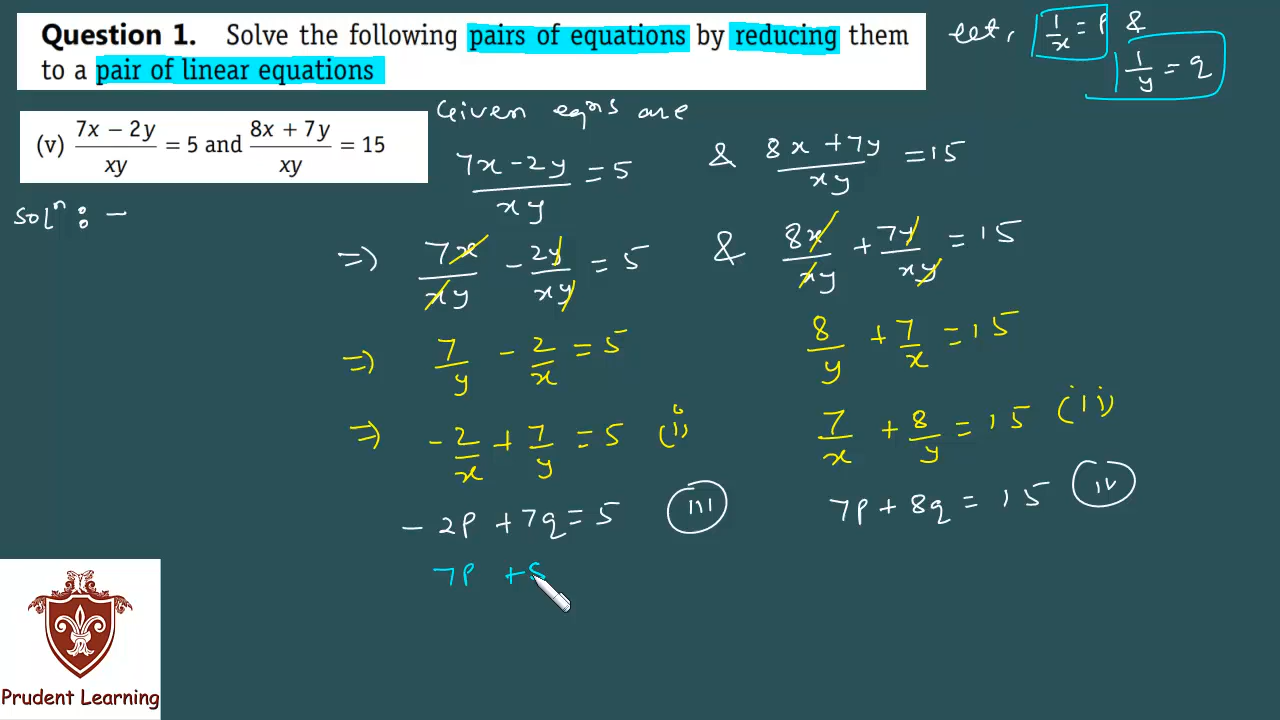 Question 1. Solve the following pairs of equations by reducing them
to a pair of linear equations
let, 1/x = p &
1/y = q
(v) (7x − 2y)/xy = 5 and (8x + 7y)/xy = 15
Given eqns are
(7x − 2y)/xy = 5 & (8x + 7y)/xy = 15
Solⁿ : −
=> 7x/xy − 2y/xy = 5 & 8x/xy + 7y/xy = 15
=> 7/y − 2/x = 5 8/y + 7/x = 15
=> −2/x + 7/y = 5 (i) 7/x + 8/y = 15 (ii)
−2p + 7q = 5 (iii) 7p + 8q = 15 (iv)
7p +
Prudent Learning